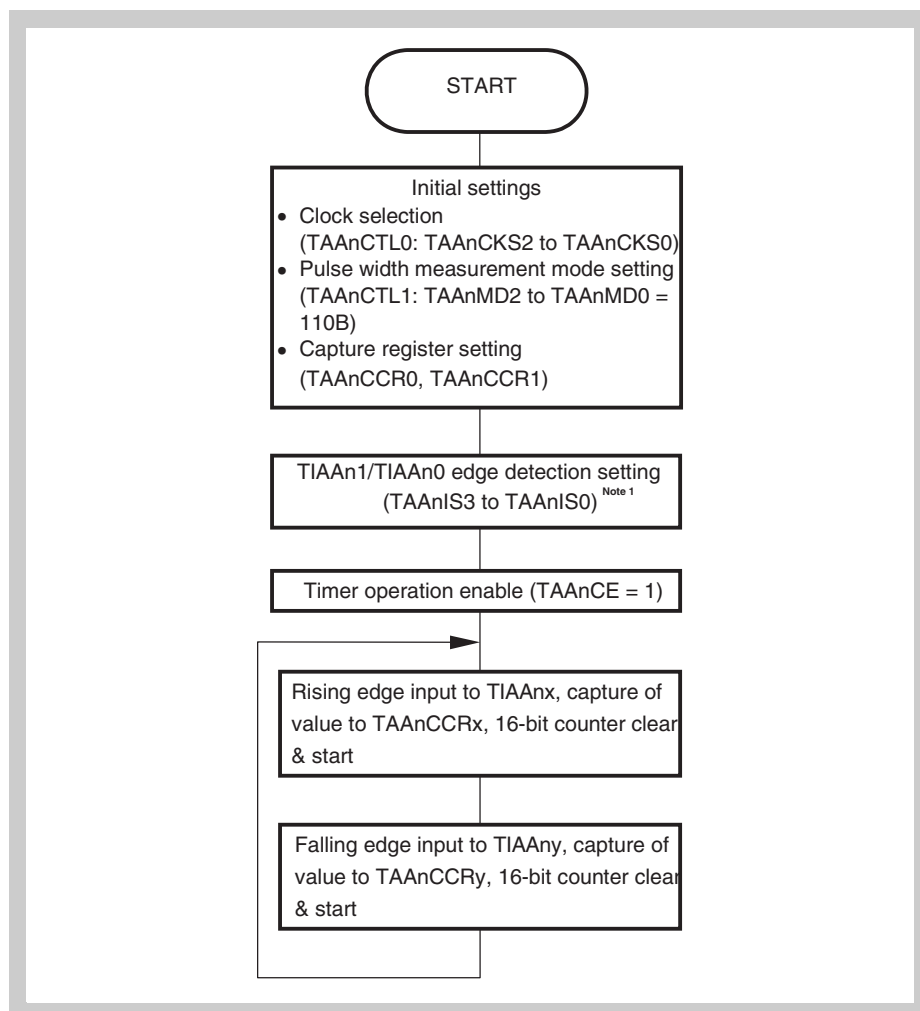 START
Initial settings
• Clock selection
(TAAnCTL0: TAAnCKS2 to TAAnCKS0)
• Pulse width measurement mode setting
(TAAnCTL1: TAAnMD2 to TAAnMD0 =
110B)
• Capture register setting
(TAAnCCR0, TAAnCCR1)
TIAAn1/TIAAn0 edge detection setting
(TAAnIS3 to TAAnIS0) Note 1
Timer operation enable (TAAnCE = 1)
Rising edge input to TIAAnx, capture of
value to TAAnCCRx, 16-bit counter clear
& start
Falling edge input to TIAAny, capture of
value to TAAnCCRy, 16-bit counter clear
& start